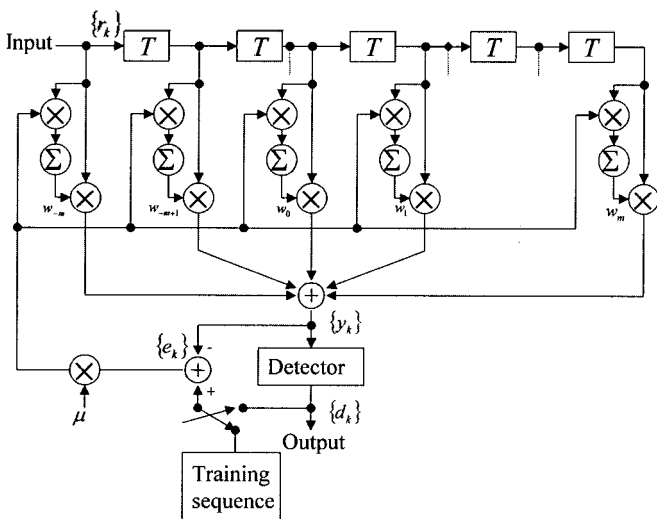 {r_k}
Input T T T T T
× × × × ×
Σ Σ Σ Σ Σ
× × × × ×
w_{-m} w_{-m+1} w_0 w_1 w_m
+
{y_k}
{e_k} -
× + Detector
+
μ {d_k}
Output
Training
sequence